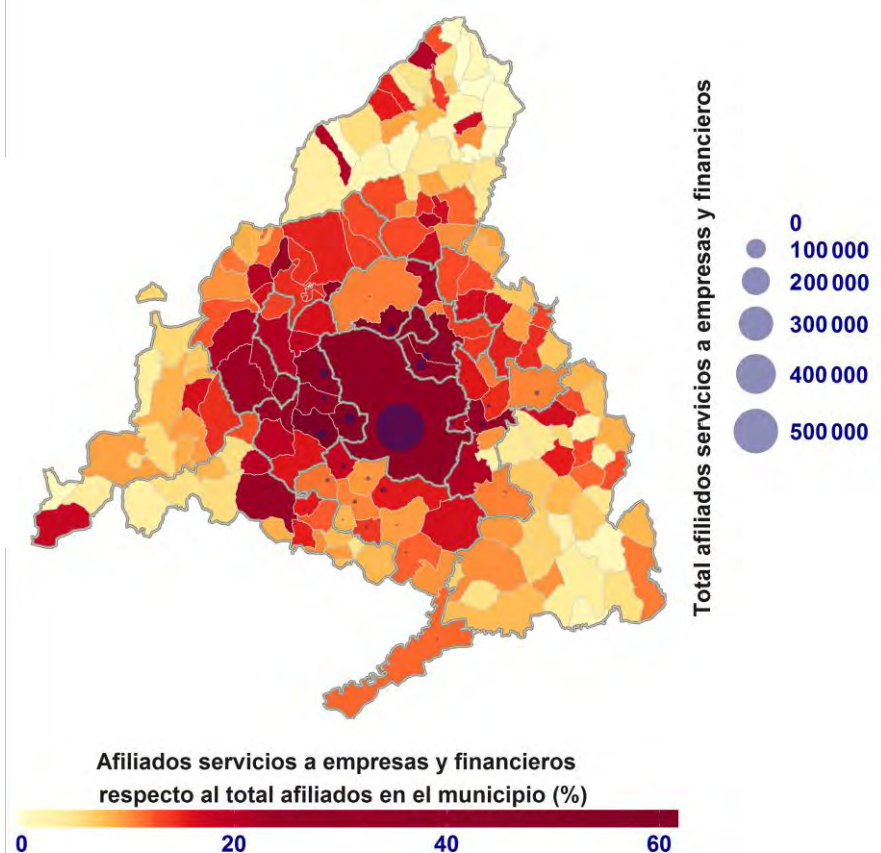 Total afiliados servicios a empresas y financieros
0
100 000
200 000
300 000
400 000
500 000
Afiliados servicios a empresas y financieros
respecto al total afiliados en el municipio (%)
0 20 40 60